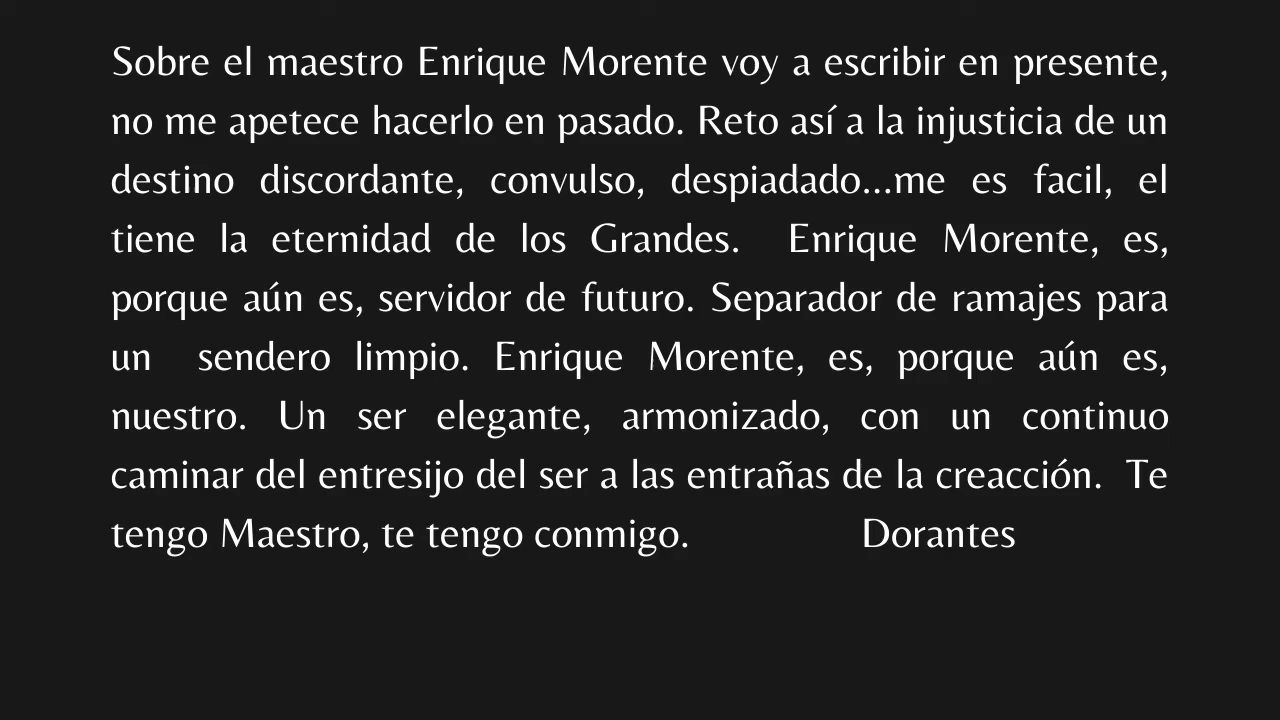 Sobre el maestro Enrique Morente voy a escribir en presente,
no me apetece hacerlo en pasado. Reto así a la injusticia de un
destino discordante, convulso, despiadado...me es facil, el
tiene la eternidad de los Grandes.  Enrique Morente, es,
porque aún es, servidor de futuro. Separador de ramajes para
un  sendero limpio. Enrique Morente, es, porque aún es,
nuestro. Un ser elegante, armonizado, con un continuo
caminar del entresijo del ser a las entrañas de la creacción.  Te
tengo Maestro, te tengo conmigo.               Dorantes